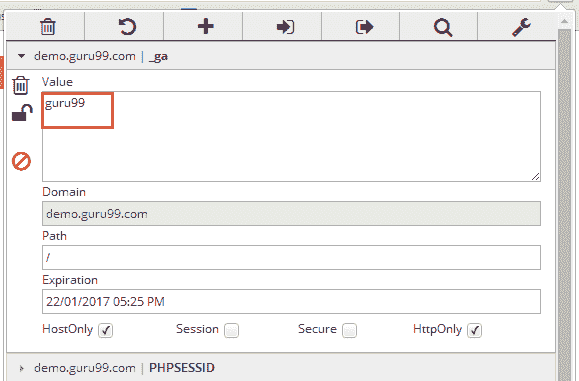 demo.guru99.com | _ga
Value
guru99
Domain
demo.guru99.com
Path
/
Expiration
22/01/2017 05:25 PM
HostOnly Session Secure HttpOnly
demo.guru99.com | PHPSESSID